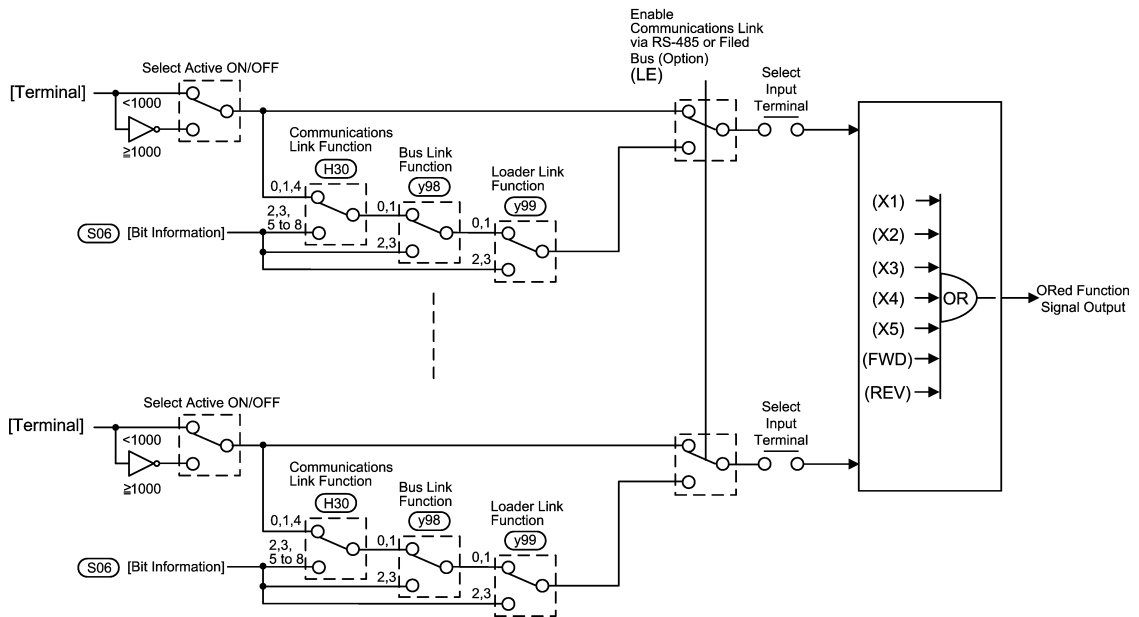 Enable
Communications Link
via RS-485 or Filed
Bus (Option)
(LE)
Select Active ON/OFF
[Terminal]
<1000
≧1000
Select
Input
Terminal
Communications
Link Function
H30
Bus Link
Function
y98
Loader Link
Function
y99
0,1,4
2,3,
5 to 8
0,1
0,1
2,3
2,3
S06 [Bit Information]
(X1)
(X2)
(X3)
(X4)
(X5)
(FWD)
(REV)
OR
ORed Function
Signal Output
Select Active ON/OFF
[Terminal]
<1000
≧1000
Select
Input
Terminal
Communications
Link Function
H30
Bus Link
Function
y98
Loader Link
Function
y99
0,1,4
2,3,
5 to 8
0,1
0,1
2,3
2,3
S06 [Bit Information]